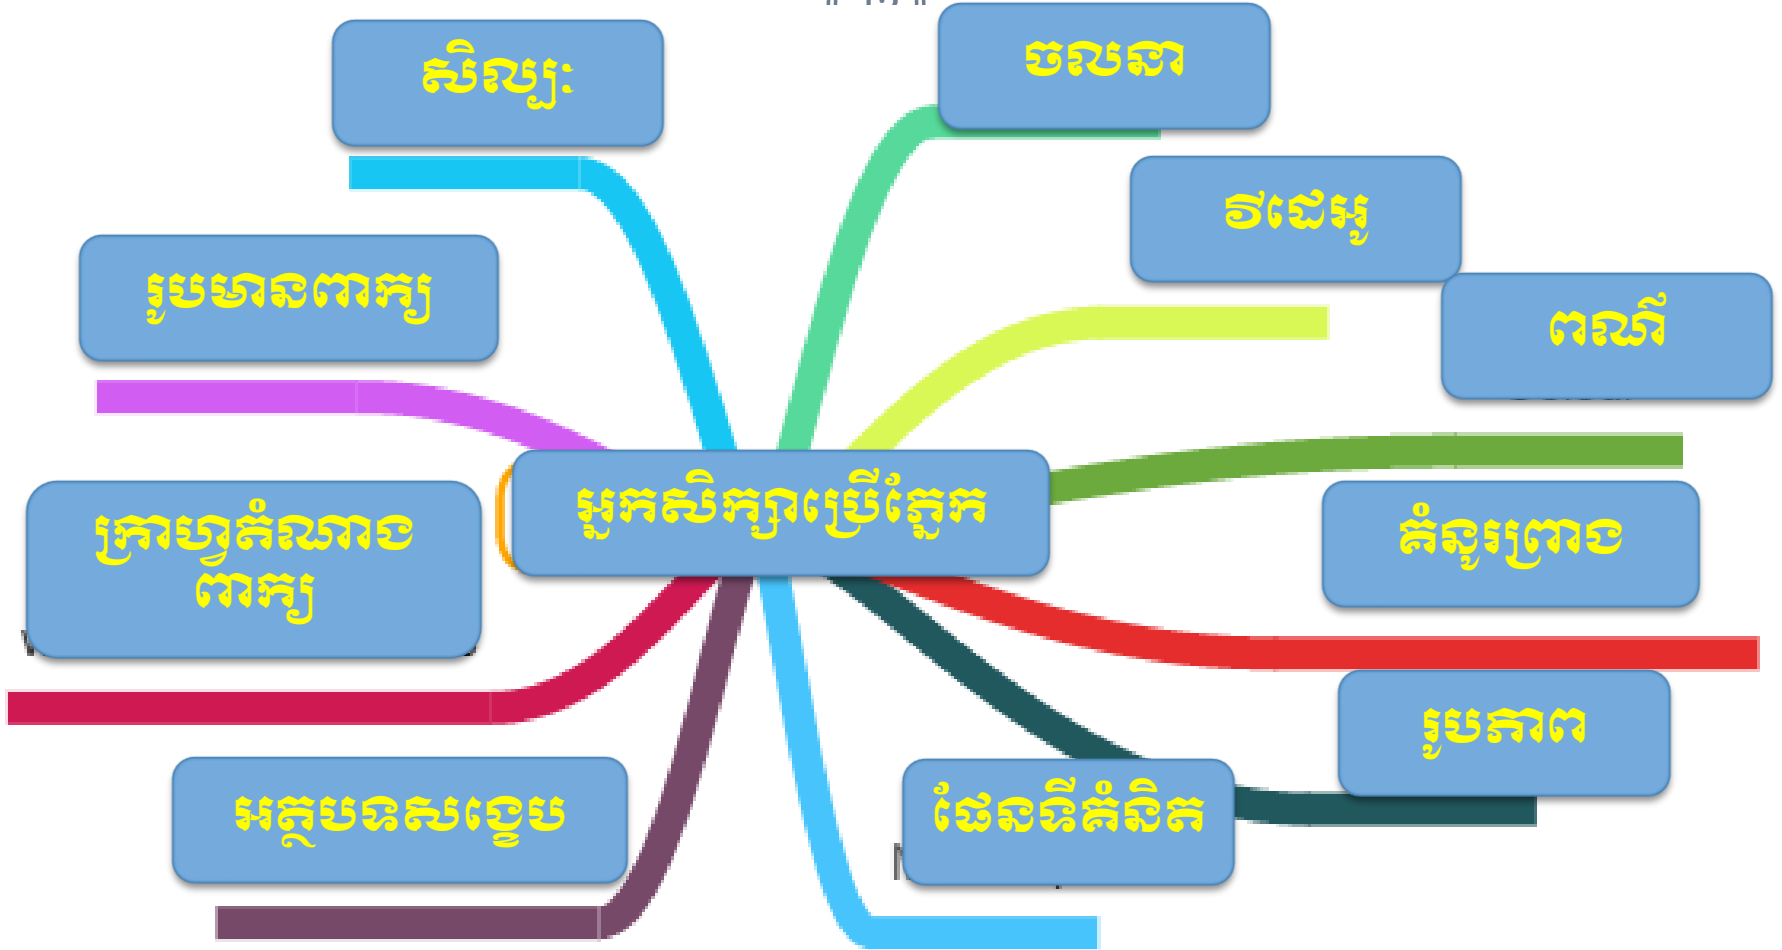 សិល្បៈ
ចលនា
វីដេអូ
រូបមានពាក្យ
ពណ៌
អ្នកសិក្សាប្រើភ្នែក
ក្រាហ្វតំណាង
ពាក្យ
គំនូរព្រាង
រូបភាព
អត្ថបទសង្ខេប
ផែនទីគំនិត